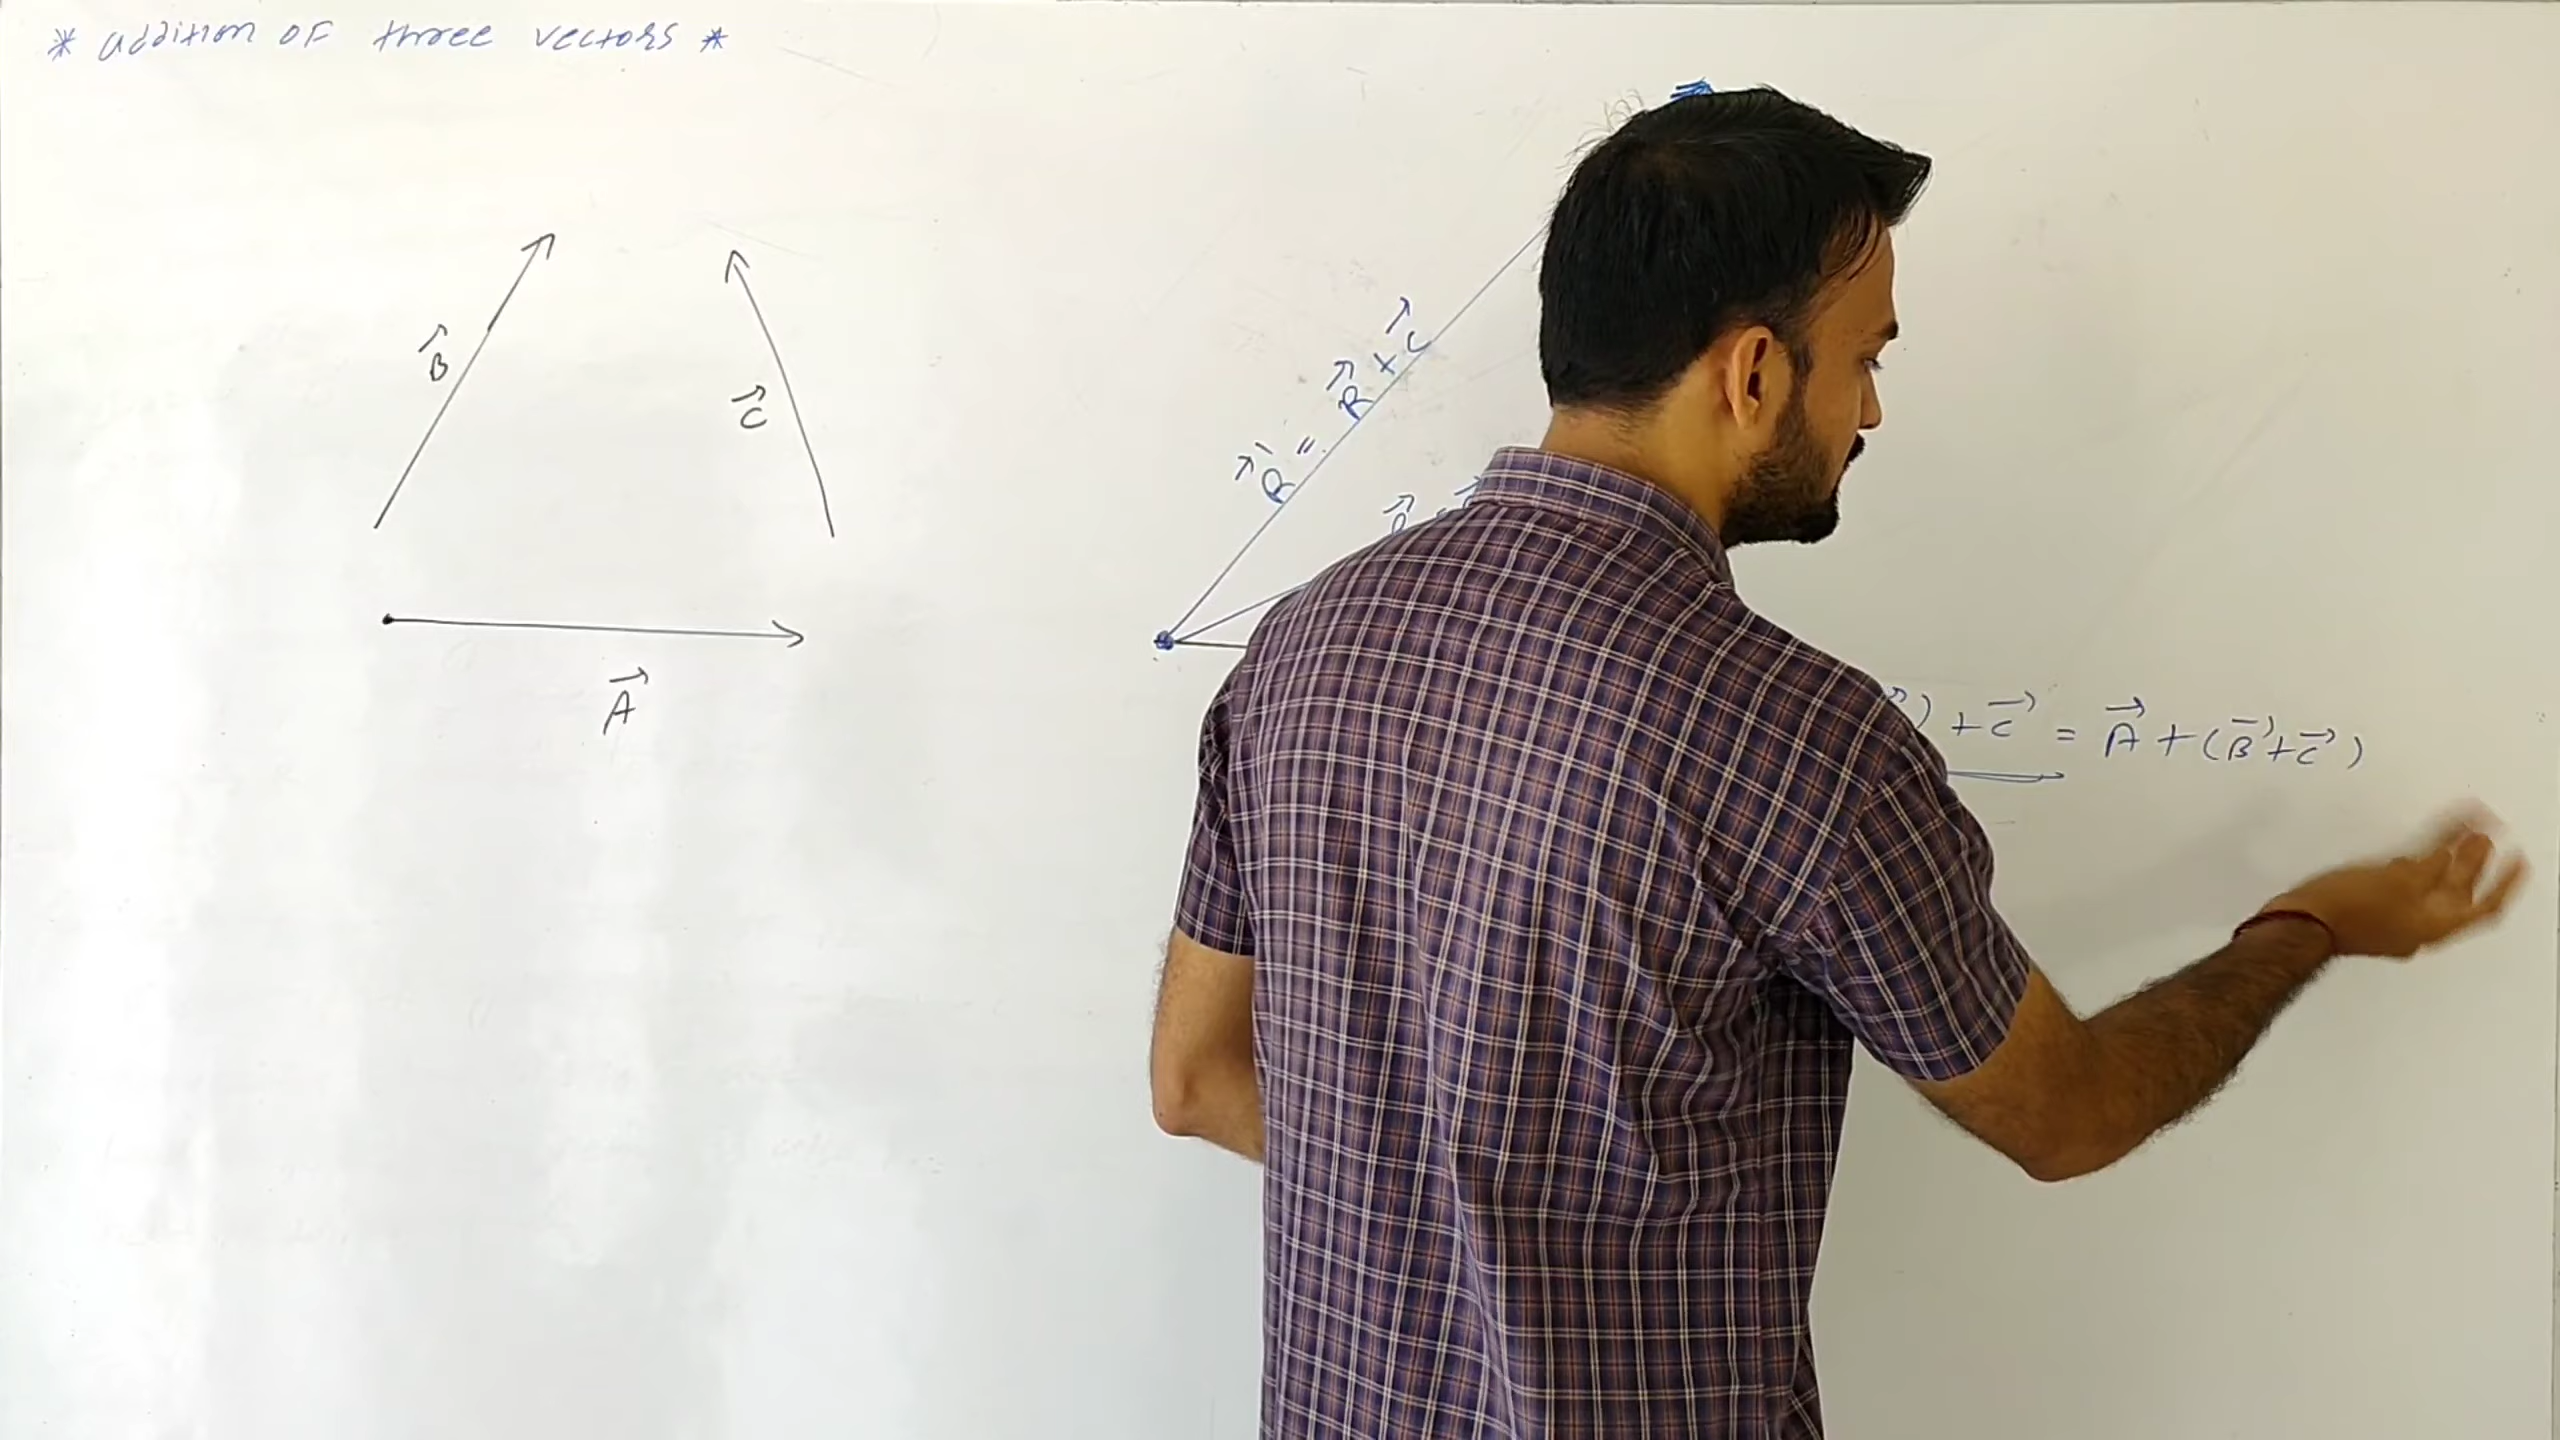 * addition OF three vectors *
B⃗
C⃗
A⃗
R⃗' = R⃗ + C⃗
) + C⃗ = A⃗ + (B⃗ + C⃗)